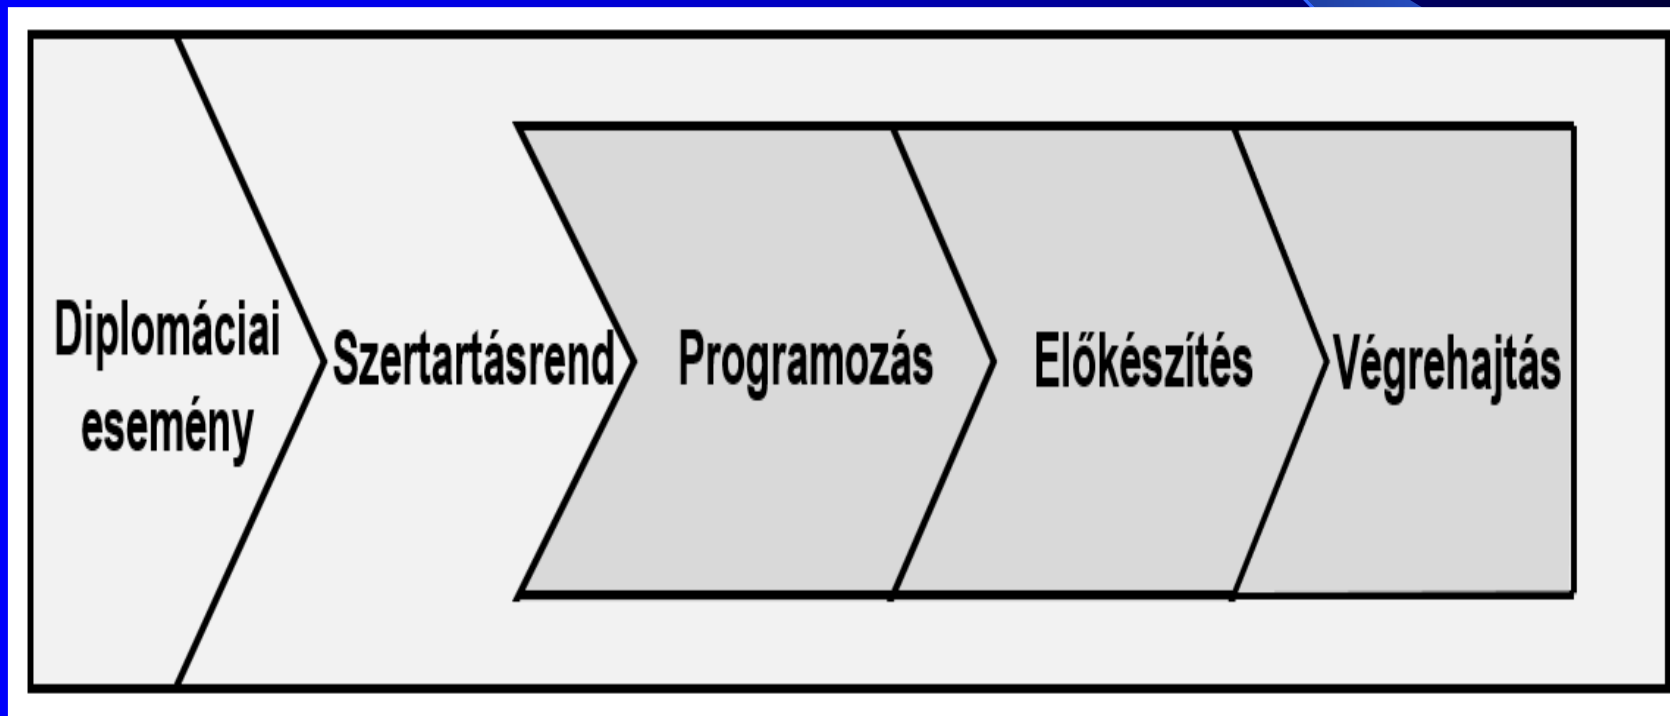 Diplomáciai
esemény
Szertartásrend
Programozás
Előkészítés
Végrehajtás